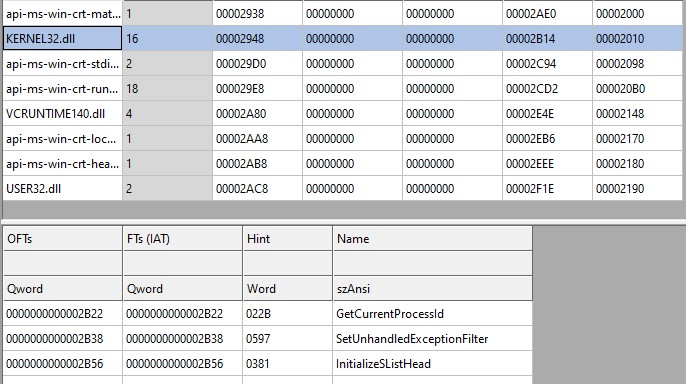 api-ms-win-crt-mat... 1 00002938 00000000 00000000 00002AE0 00002000
KERNEL32.dll 16 00002948 00000000 00000000 00002B14 00002010
api-ms-win-crt-stdi... 2 000029D0 00000000 00000000 00002C94 00002098
api-ms-win-crt-run... 18 000029E8 00000000 00000000 00002CD2 000020B0
VCRUNTIME140.dll 4 00002A80 00000000 00000000 00002E4E 00002148
api-ms-win-crt-loc... 1 00002AA8 00000000 00000000 00002EB6 00002170
api-ms-win-crt-hea... 1 00002AB8 00000000 00000000 00002EEE 00002180
USER32.dll 2 00002AC8 00000000 00000000 00002F1E 00002190
OFTs FTs (IAT) Hint Name
Qword Qword Word szAnsi
0000000000002B22 0000000000002B22 022B GetCurrentProcessId
0000000000002B38 0000000000002B38 0597 SetUnhandledExceptionFilter
0000000000002B56 0000000000002B56 0381 InitializeSListHead